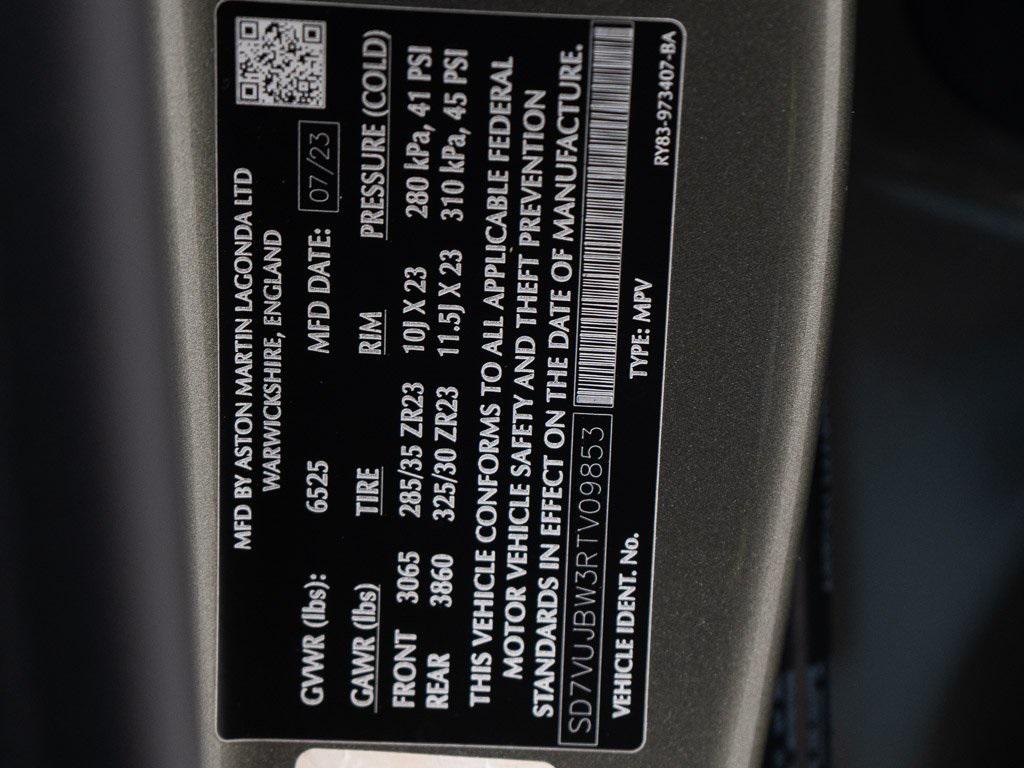 MFD BY ASTON MARTIN LAGONDA LTD
WARWICKSHIRE, ENGLAND
GVWR (lbs): 6525 MFD DATE: 07/23
GAWR (lbs) TIRE RIM PRESSURE (COLD)
FRONT 3065 285/35 ZR23 10J X 23 280 kPa, 41 PSI
REAR 3860 325/30 ZR23 11.5J X 23 310 kPa, 45 PSI
THIS VEHICLE CONFORMS TO ALL APPLICABLE FEDERAL
MOTOR VEHICLE SAFETY AND THEFT PREVENTION
STANDARDS IN EFFECT ON THE DATE OF MANUFACTURE.
SD7VUJBW3RTV09853
VEHICLE IDENT. No. TYPE: MPV
RY83-973407-BA